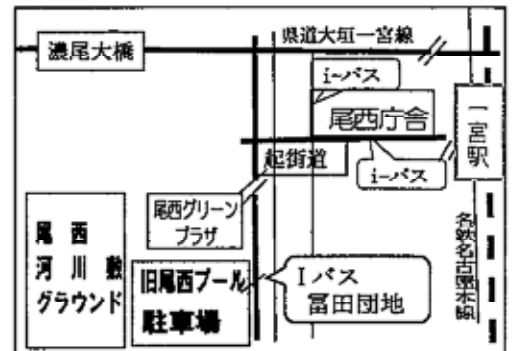 県道大垣一宮線
濃尾大橋
i~バス
尾西庁舎
一宮駅
起街道
i-バス
尾西グリーン
プラザ
尾西
河川敷
グラウンド
旧尾西プール
駐車場
Iバス
冨田団地
名鉄名古屋本線